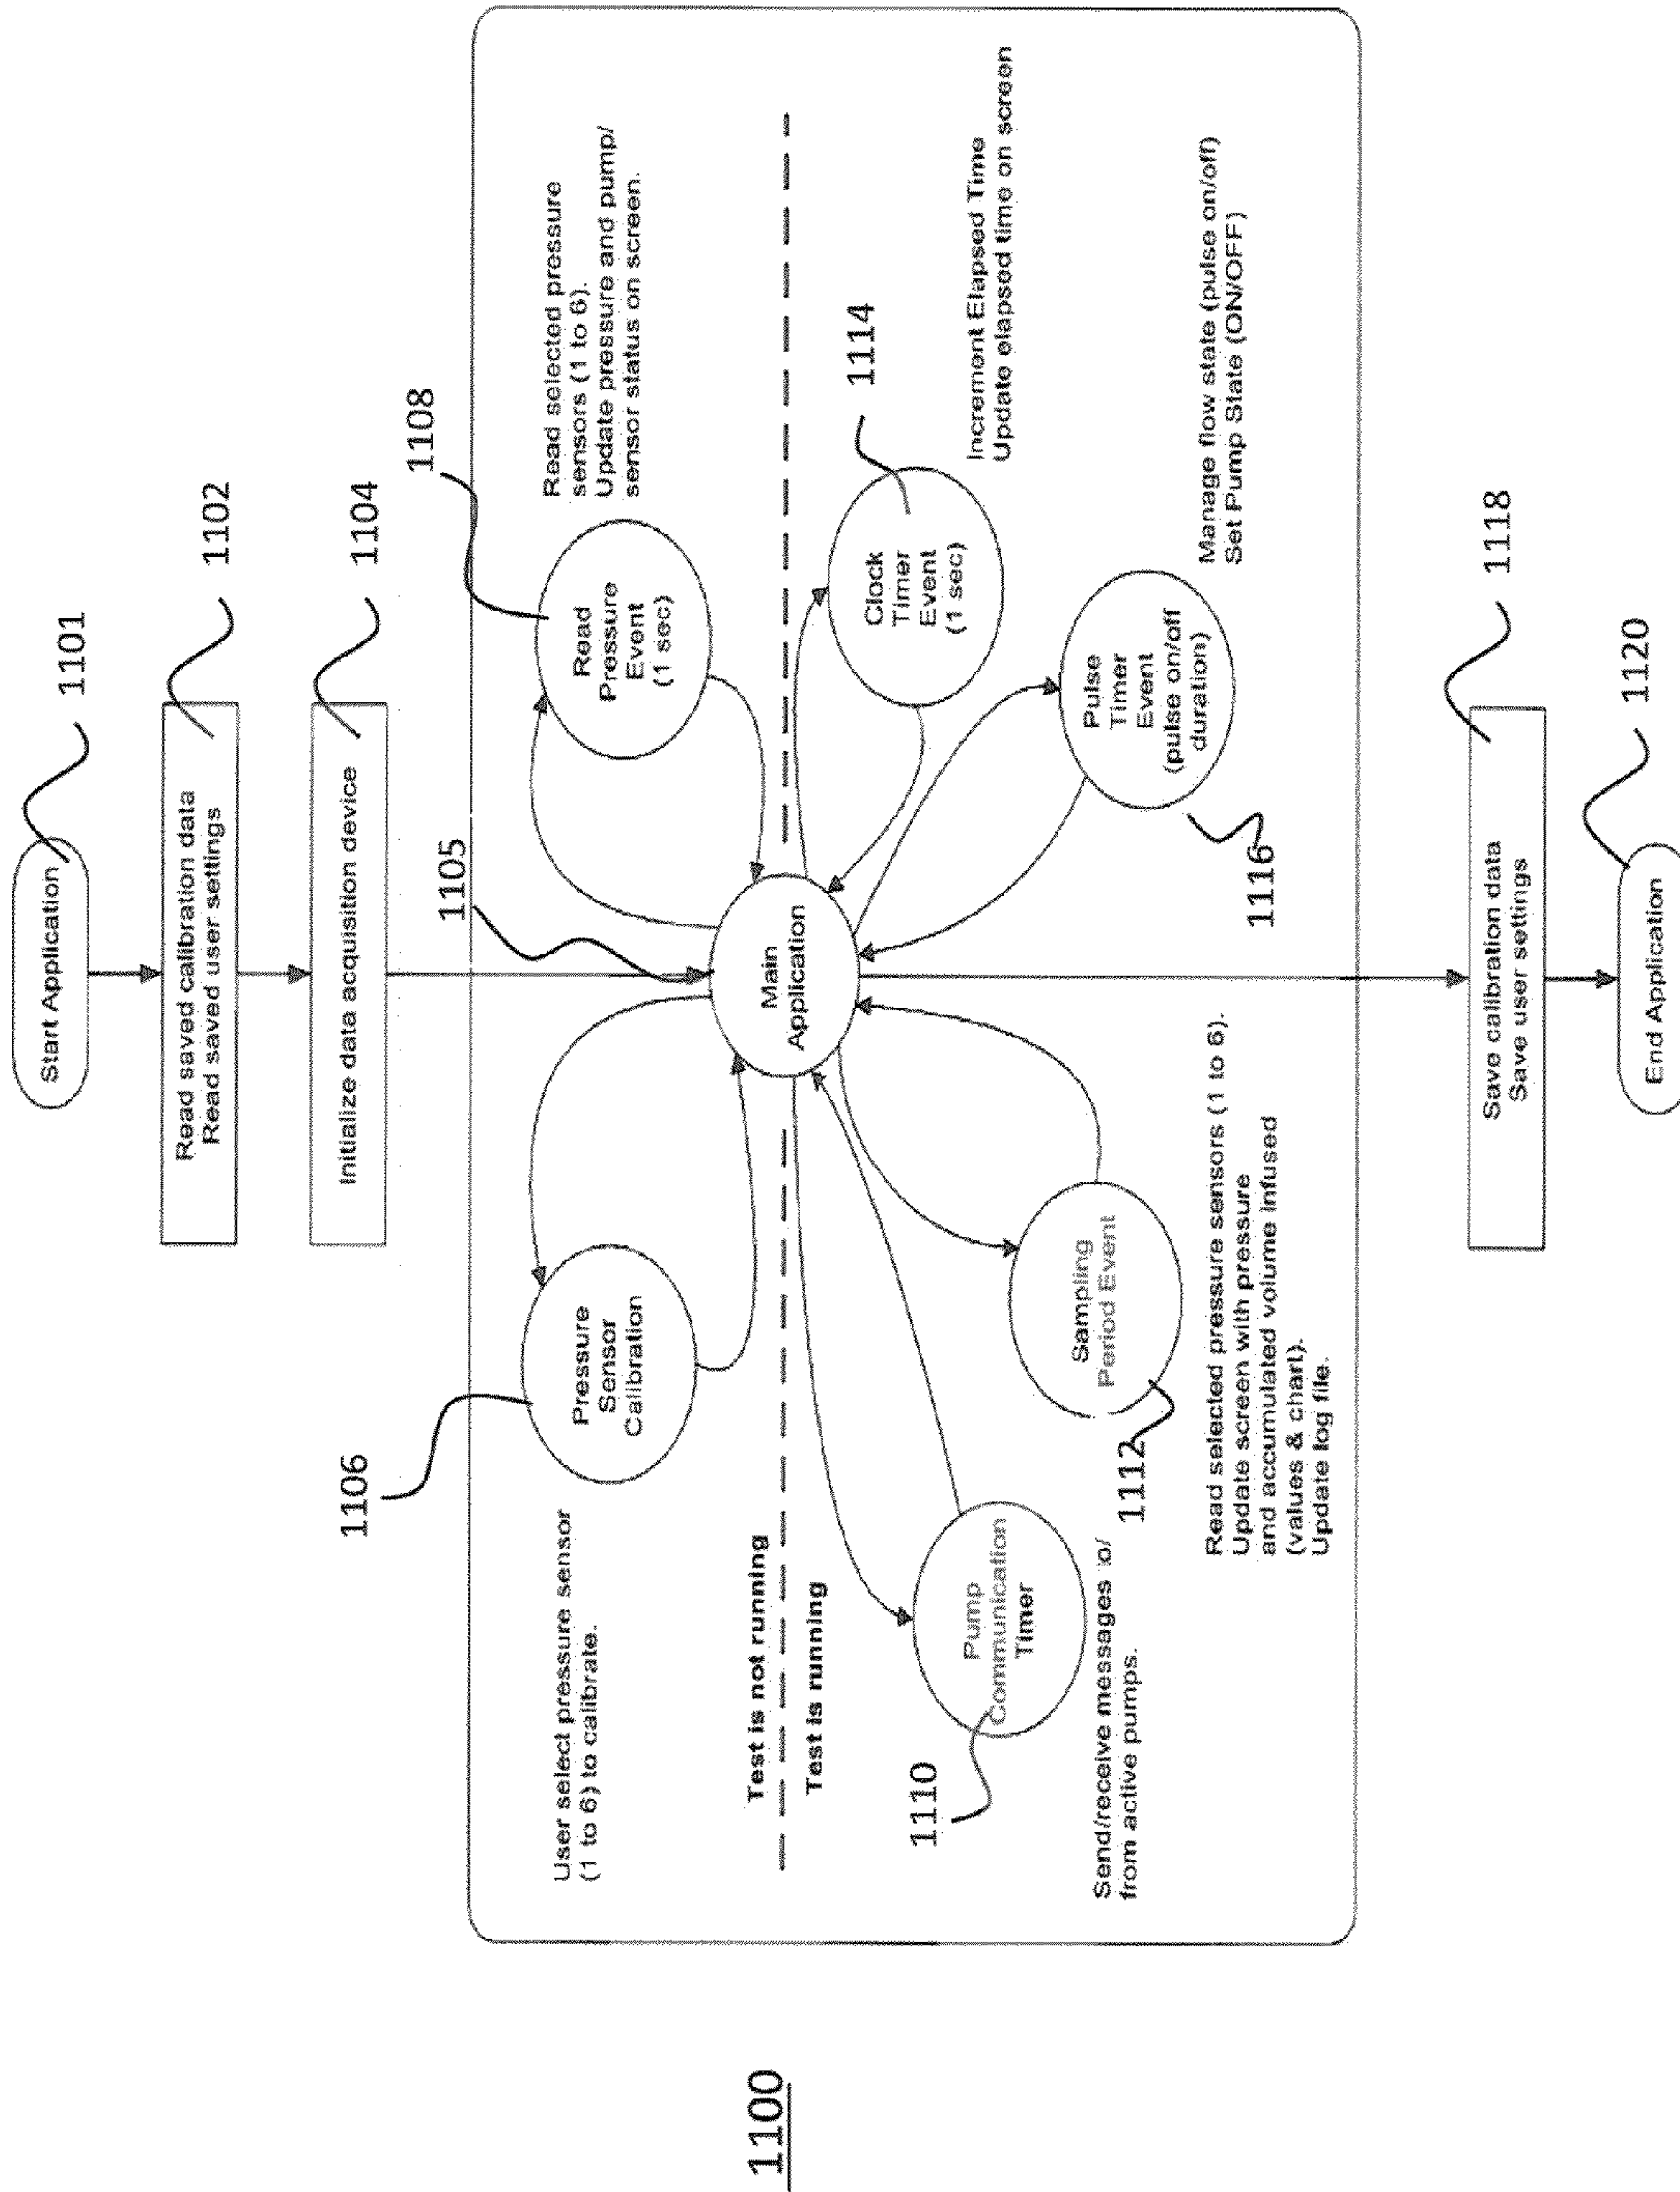 1100
Start Application
1101
Read saved calibration data
Read saved user settings
1102
Initialize data acquisition device
1104
1105
User select pressure sensor
(1 to 6) to calibrate.
1106
Pressure
Sensor
Calibration
Read
Pressure
Event
(1 sec)
1108
Read selected pressure
sensors (1 to 6).
Update pressure and pump/
sensor status on screen.
Test is not running
Test is running
Main
Application
Clock
Timer
Event
(1 sec)
1114
Increment Elapsed Time
Update elapsed time on screen
1110
Pump
Communication
Timer
Send/receive messages to/
from active pumps.
Sampling
Period Event
1112
Read selected pressure sensors (1 to 6).
Update screen with pressure
and accumulated volume infused
(values & chart).
Update log file.
Pulse
Timer
Event
(pulse on/off
duration)
1116
Manage flow state (pulse on/off)
Set Pump State (ON/OFF)
Save calibration data
Save user settings
1118
End Application
1120